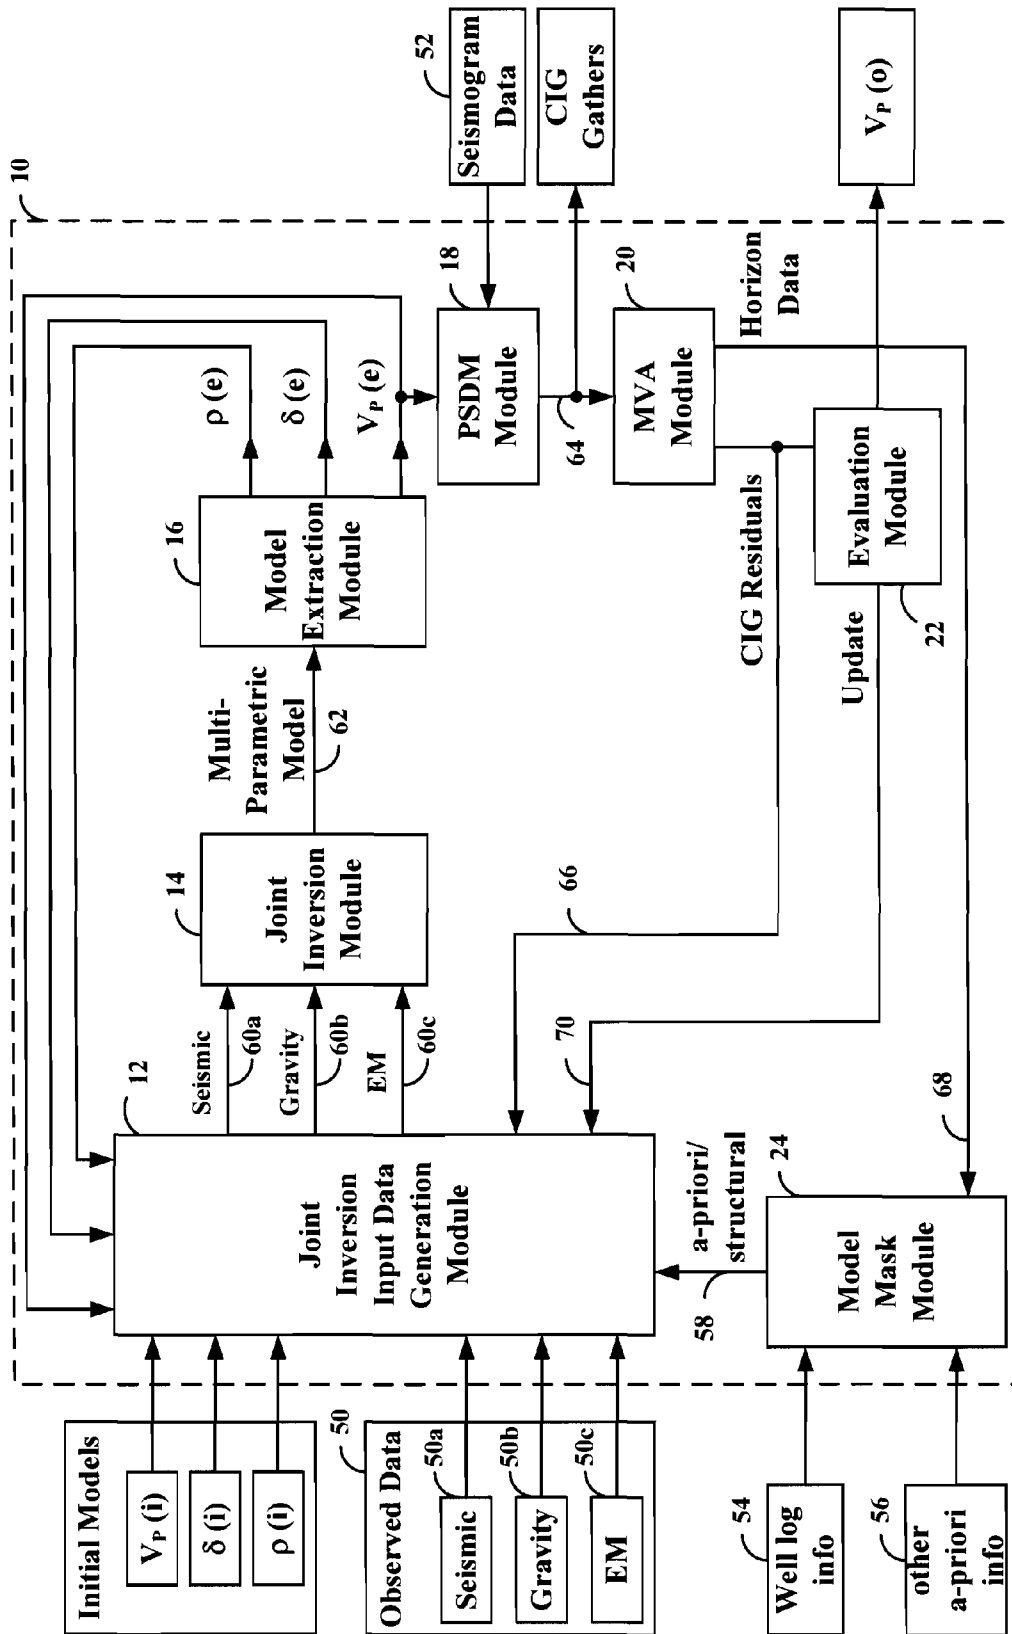 10
Initial Models
V_P (i)
δ (i)
ρ (i)
50
Observed Data
50a
Seismic
50b
Gravity
50c
EM
54
Well log
info
56
other
a-priori
info
12
Joint
Inversion
Input Data
Generation
Module
Seismic
60a
Gravity
60b
EM
60c
14
Joint
Inversion
Module
Multi-
Parametric
Model
62
16
Model
Extraction
Module
ρ (e)
δ (e)
V_P (e)
52
Seismogram
Data
CIG
Gathers
18
PSDM
Module
64
20
MVA
Module
Horizon
Data
V_P (o)
CIG Residuals
66
Evaluation
Module
22
Update
70
68
a-priori/
structural
58
24
Model
Mask
Module